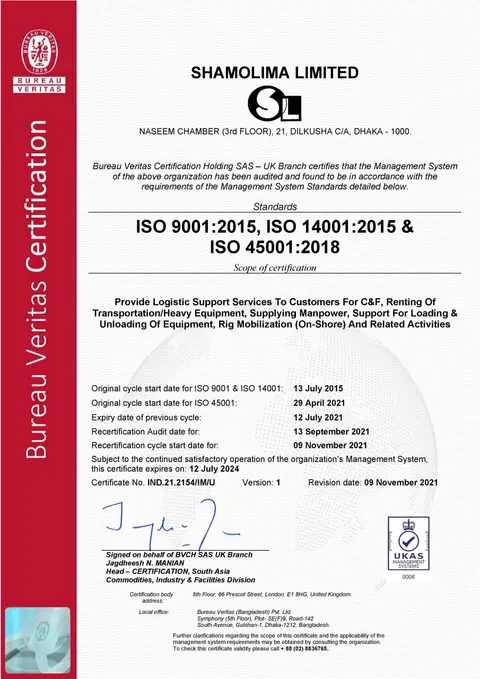 BUREAU VERITAS
1828
BUREAU
VERITAS
Bureau Veritas Certification
SHAMOLIMA LIMITED
SL
NASEEM CHAMBER (3rd FLOOR), 21, DILKUSHA C/A, DHAKA - 1000.
Bureau Veritas Certification Holding SAS – UK Branch certifies that the Management System
of the above organization has been audited and found to be in accordance with the
requirements of the Management System Standards detailed below.
Standards
ISO 9001:2015, ISO 14001:2015 &
ISO 45001:2018
Scope of certification
Provide Logistic Support Services To Customers For C&F, Renting Of
Transportation/Heavy Equipment, Supplying Manpower, Support For Loading &
Unloading Of Equipment, Rig Mobilization (On-Shore) And Related Activities
Original cycle start date for ISO 9001 & ISO 14001: 13 July 2015
Original cycle start date for ISO 45001: 29 April 2021
Expiry date of previous cycle: 12 July 2021
Recertification Audit date for: 13 September 2021
Recertification cycle start date for: 09 November 2021
Subject to the continued satisfactory operation of the organization's Management System,
this certificate expires on: 12 July 2024
Certificate No. IND.21.2154/IM/U Version: 1 Revision date: 09 November 2021
Signed on behalf of BVCH SAS UK Branch
Jagdheesh N. MANIAN
Head – CERTIFICATION, South Asia
Commodities, Industry & Facilities Division
UKAS
MANAGEMENT
SYSTEMS
0008
Certification body
address: 5th Floor, 66 Prescot Street, London, E1 8HG, United Kingdom.
Local office: Bureau Veritas (Bangladesh) Pvt. Ltd.
Symphony (5th Floor), Plot- SE(F)9, Road-142
South Avenue, Gulshan-1, Dhaka-1212, Bangladesh.
Further clarifications regarding the scope of this certificate and the applicability of the
management system requirements may be obtained by consulting the organization.
To check this certificate validity please call + 88 (02) 8836765.